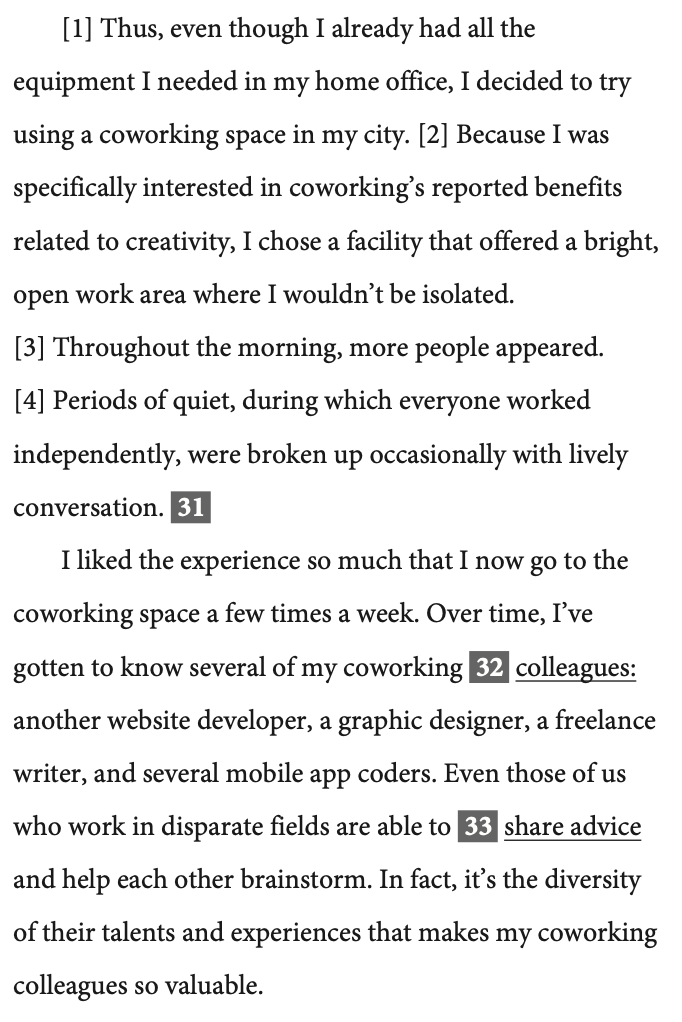 [1] Thus, even though I already had all the
equipment I needed in my home office, I decided to try
using a coworking space in my city. [2] Because I was
specifically interested in coworking’s reported benefits
related to creativity, I chose a facility that offered a bright,
open work area where I wouldn’t be isolated.
[3] Throughout the morning, more people appeared.
[4] Periods of quiet, during which everyone worked
independently, were broken up occasionally with lively
conversation. 31
I liked the experience so much that I now go to the
coworking space a few times a week. Over time, I’ve
gotten to know several of my coworking 32 colleagues:
another website developer, a graphic designer, a freelance
writer, and several mobile app coders. Even those of us
who work in disparate fields are able to 33 share advice
and help each other brainstorm. In fact, it’s the diversity
of their talents and experiences that makes my coworking
colleagues so valuable.